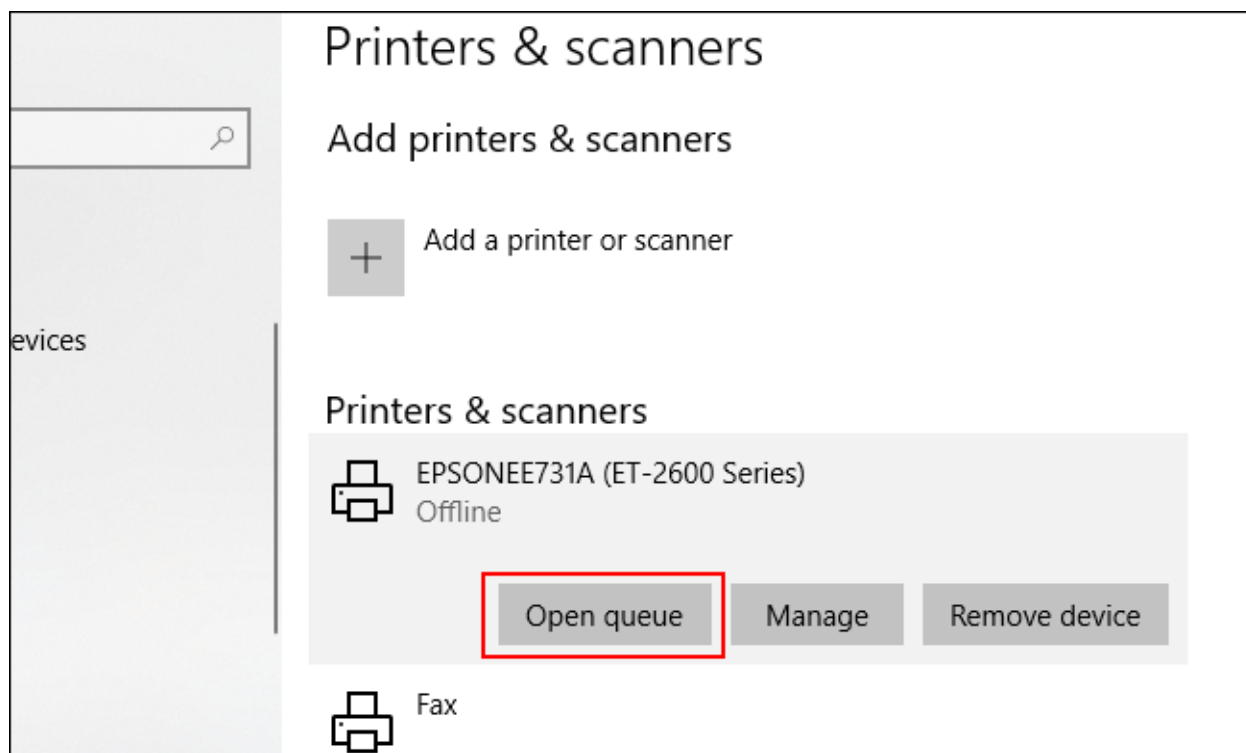 Printers & scanners
Add printers & scanners
Add a printer or scanner
evices
Printers & scanners
EPSONEE731A (ET-2600 Series)
Offline
Open queue Manage Remove device
Fax